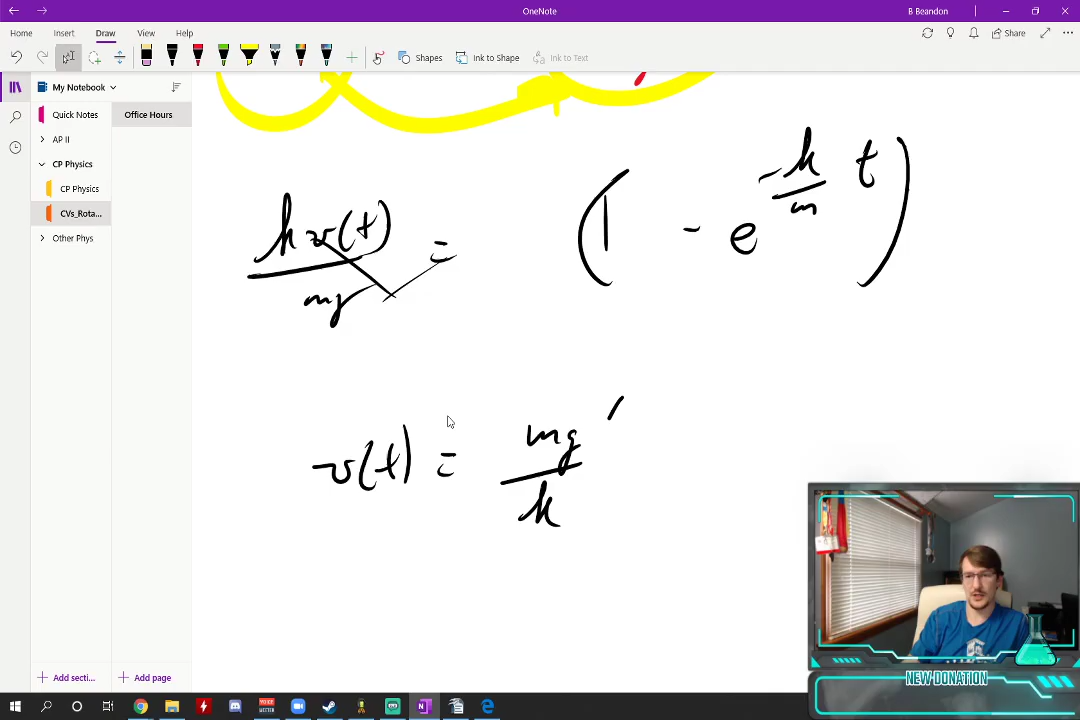 OneNote
B Beandon
Home Insert Draw View Help
Share
Shapes Ink to Shape Ink to Text
My Notebook
Quick Notes
AP II
CP Physics
CP Physics
CVs_Rota...
Other Phys
Office Hours
k v(t) / mg = (1 - e^(-k/m t))
v(t) = mg / k
NEW DONATION
Add secti...
Add page